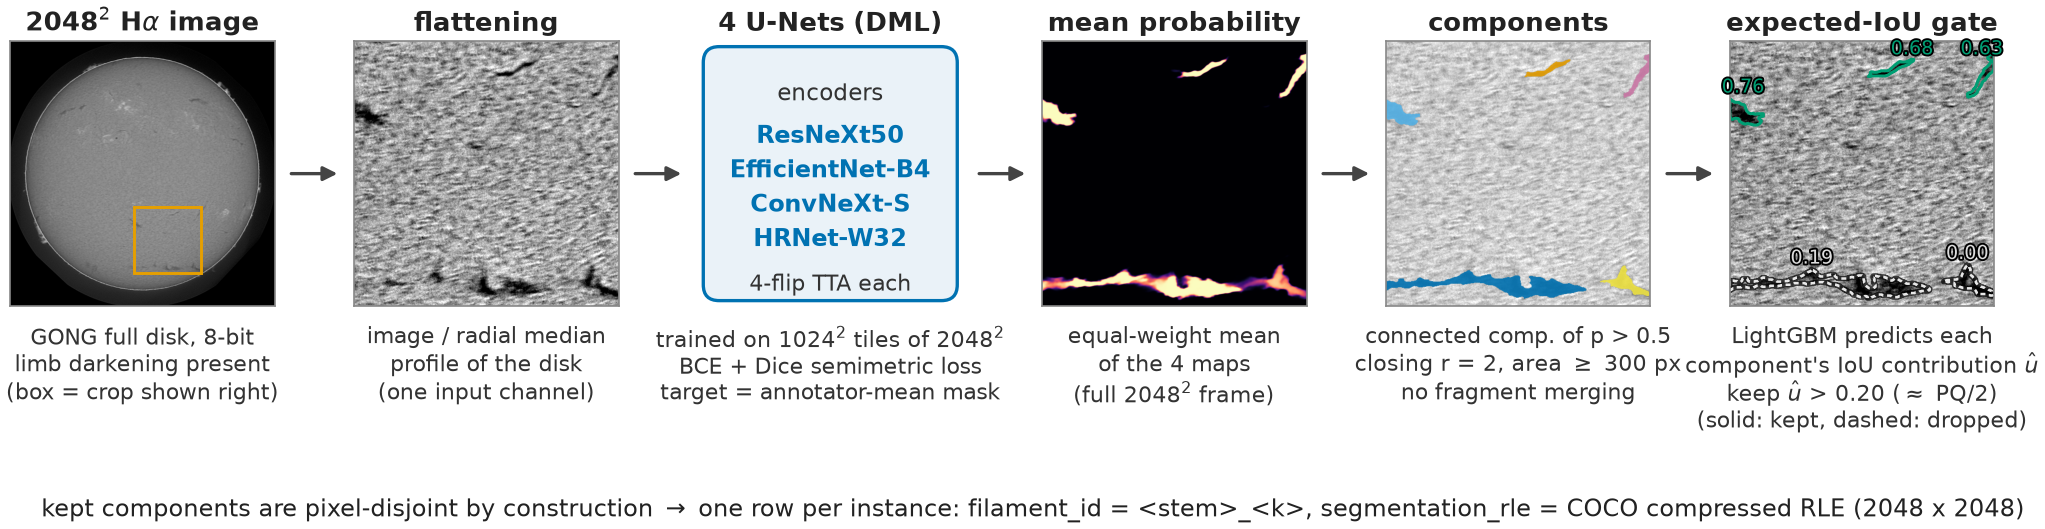 2048² Hα image
flattening
4 U-Nets (DML)
mean probability
components
expected-IoU gate
encoders
ResNeXt50
EfficientNet-B4
ConvNeXt-S
HRNet-W32
4-flip TTA each
0.68
0.63
0.76
0.19
0.00
GONG full disk, 8-bit
limb darkening present
(box = crop shown right)
image / radial median
profile of the disk
(one input channel)
trained on 1024² tiles of 2048²
BCE + Dice semimetric loss
target = annotator-mean mask
equal-weight mean
of the 4 maps
(full 2048² frame)
connected comp. of p > 0.5
closing r = 2, area ≥ 300 px
no fragment merging
LightGBM predicts each
component's IoU contribution û
keep û > 0.20 (≈ PQ/2)
(solid: kept, dashed: dropped)
kept components are pixel-disjoint by construction → one row per instance: filament_id = <stem>_<k>, segmentation_rle = COCO compressed RLE (2048 x 2048)